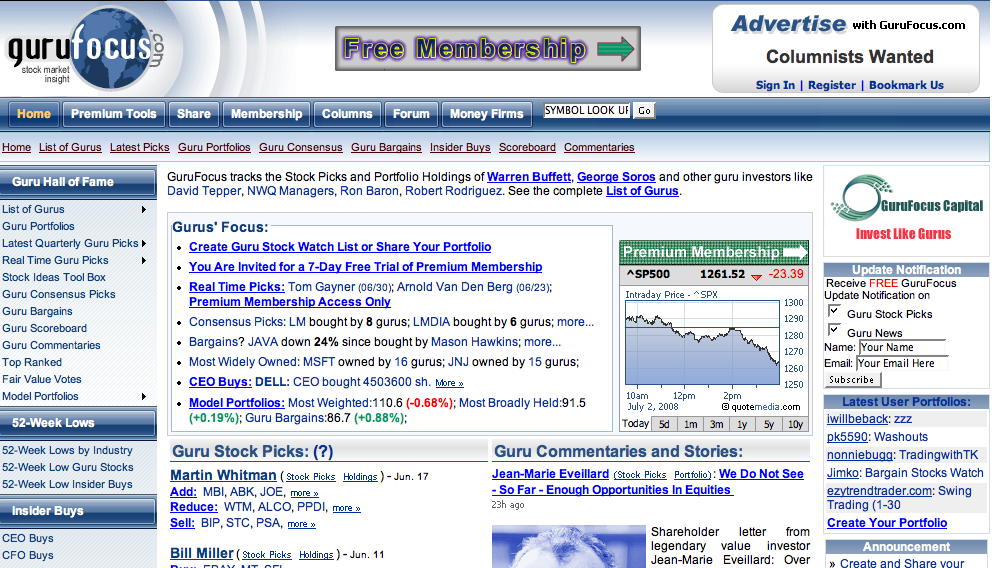 gurufocus.com
stock market
insight
Free Membership
Advertise with GuruFocus.com
Columnists Wanted
Sign In | Register | Bookmark Us
Home Premium Tools Share Membership Columns Forum Money Firms SYMBOL LOOK UP Go
Home List of Gurus Latest Picks Guru Portfolios Guru Consensus Guru Bargains Insider Buys Scoreboard Commentaries
Guru Hall of Fame
List of Gurus
Guru Portfolios
Latest Quarterly Guru Picks
Real Time Guru Picks
Stock Ideas Tool Box
Guru Consensus Picks
Guru Bargains
Guru Scoreboard
Guru Commentaries
Top Ranked
Fair Value Votes
Model Portfolios
52-Week Lows
52-Week Lows by Industry
52-Week Low Guru Stocks
52-Week Low Insider Buys
Insider Buys
CEO Buys
CFO Buys
GuruFocus tracks the Stock Picks and Portfolio Holdings of Warren Buffett, George Soros and other guru investors like
David Tepper, NWQ Managers, Ron Baron, Robert Rodriguez. See the complete List of Gurus.
Gurus' Focus:
• Create Guru Stock Watch List or Share Your Portfolio
• You Are Invited for a 7-Day Free Trial of Premium Membership
• Real Time Picks: Tom Gayner (06/30); Arnold Van Den Berg (06/23);
Premium Membership Access Only
• Consensus Picks: LM bought by 8 gurus; LMDIA bought by 6 gurus; more...
• Bargains? JAVA down 24% since bought by Mason Hawkins; more...
• Most Widely Owned: MSFT owned by 16 gurus; JNJ owned by 15 gurus;
• CEO Buys: DELL: CEO bought 4503600 sh. More »
• Model Portfolios: Most Weighted:110.6 (-0.68%); Most Broadly Held:91.5
(+0.19%); Guru Bargains:86.7 (+0.88%);
Premium Membership
^SP500 1261.52 -23.39
Intraday Price - ^SPX
1300
1290
1280
1270
1260
1250
10am 12pm 2pm
July 2, 2008 © quotemedia.com
Today 5d 1m 3m 1y 5y 10y
Guru Stock Picks: (?)
Martin Whitman ( Stock Picks Holdings ) - Jun. 17
Add: MBI, ABK, JOE, more »
Reduce: WTM, ALCO, PPDI, more »
Sell: BIP, STC, PSA, more »
Bill Miller ( Stock Picks Holdings ) - Jun. 11
Guru Commentaries and Stories:
Jean-Marie Eveillard (Stock Picks Portfolio) : We Do Not See
- So Far - Enough Opportunities In Equities
23h ago
Shareholder letter from
legendary value investor
Jean-Marie Eveillard: Over
GuruFocus Capital
Invest Like Gurus
Update Notification
Receive FREE GuruFocus
Update Notification on
Guru Stock Picks
Guru News
Name: Your Name
Email: Your Email Here
Subscribe
Latest User Portfolios:
iwillbeback: zzz
pk5590: Washouts
nonniebugg: TradingwithTK
Jimko: Bargain Stocks Watch
ezytrendtrader.com: Swing
Trading (1-30
Create Your Portfolio
Announcement
» Create and Share your